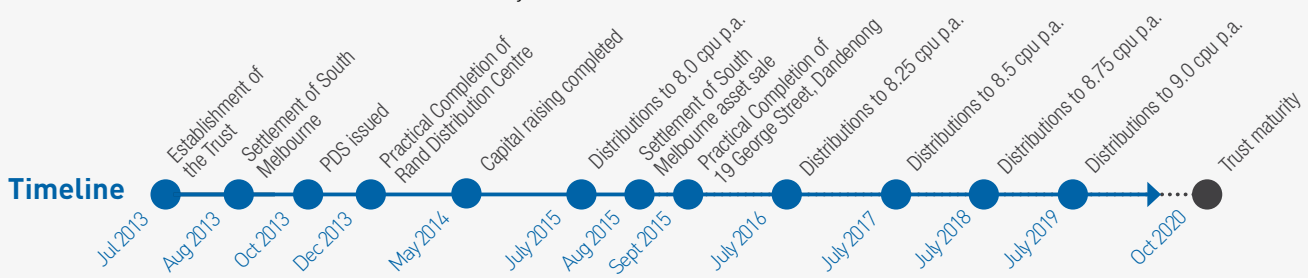 Establishment of
the Trust
Settlement of South
Melbourne
PDS issued
Practical Completion of
Rand Distribution Centre
Capital raising completed
Distributions to 8.0 cpu p.a.
Settlement of South
Melbourne asset sale
Practical Completion of
19 George Street, Dandenong
Distributions to 8.25 cpu p.a.
Distributions to 8.5 cpu p.a.
Distributions to 8.75 cpu p.a.
Distributions to 9.0 cpu p.a.
Trust maturity
Timeline
Jul 2013
Aug 2013
Oct 2013
Dec 2013
May 2014
July 2015
Aug 2015
Sept 2015
July 2016
July 2017
July 2018
July 2019
Oct 2020